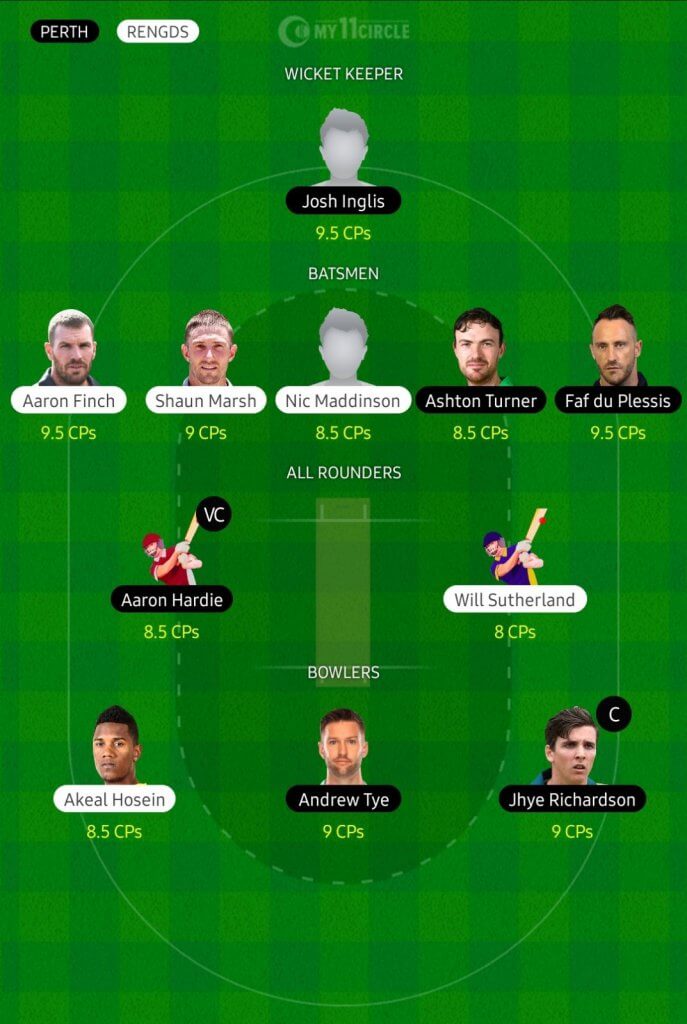 PERTH RENGDS MY11CIRCLE
WICKET KEEPER
Josh Inglis
9.5 CPs
BATSMEN
Aaron Finch Shaun Marsh Nic Maddinson Ashton Turner Faf du Plessis
9.5 CPs 9 CPs 8.5 CPs 8.5 CPs 9.5 CPs
ALL ROUNDERS
VC
Aaron Hardie Will Sutherland
8.5 CPs 8 CPs
BOWLERS
C
Akeal Hosein Andrew Tye Jhye Richardson
8.5 CPs 9 CPs 9 CPs